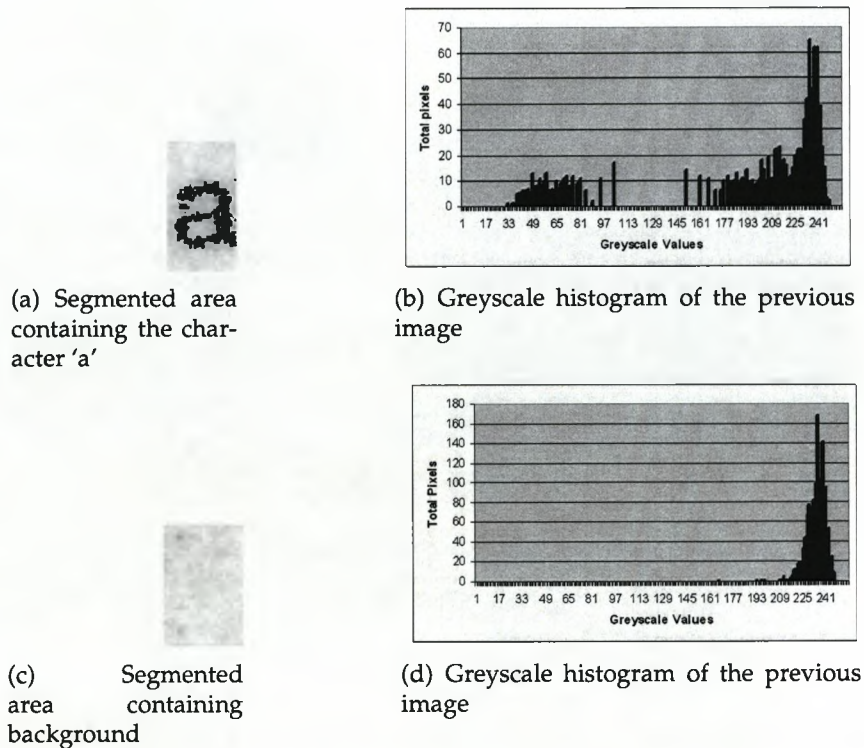 70
60
50
40
30
20
10
0
Total pixels
1 17 33 49 65 81 97 113 129 145 161 177 193 209 225 241
Greyscale Values
a
(a) Segmented area
containing the char-
acter 'a'
(b) Greyscale histogram of the previous
image
180
160
140
120
100
80
60
40
20
0
Total Pixels
1 17 33 49 65 81 97 113 129 145 161 177 193 209 225 241
Greyscale Values
(c) Segmented
area containing
background
(d) Greyscale histogram of the previous
image